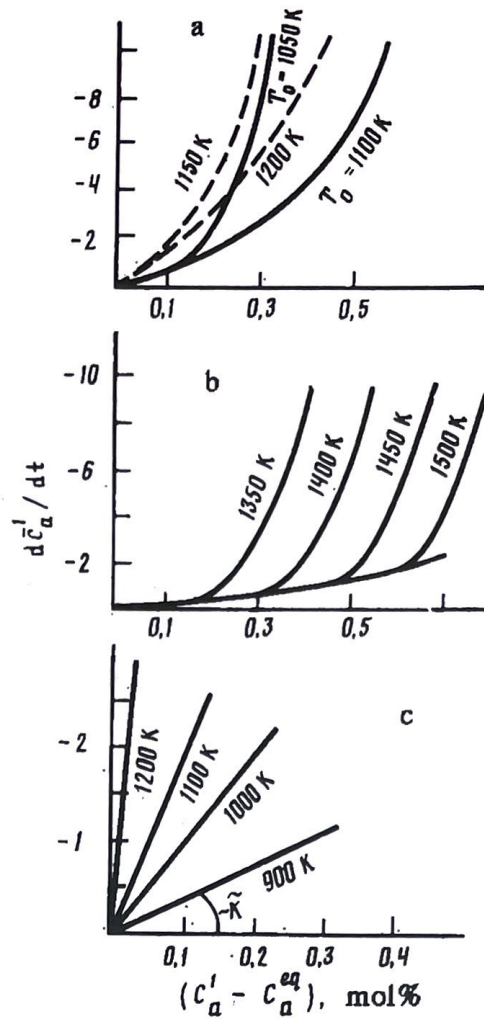 a
-8
-6
-4
-2
1150 K
T₀ = 1050 K
1200 K
T₀ = 1100 K
0,1
0,3
0,5
b
-10
-6
-2
1350 K
1400 K
1450 K
1500 K
0,1
0,3
0,5
dc̄ₐ¹/dt
c
-2
-1
1200 K
1100 K
1000 K
900 K
~K̃
0,1
0,2
0,3
0,4
(Cₐ¹ - Cₐᵉq), mol%